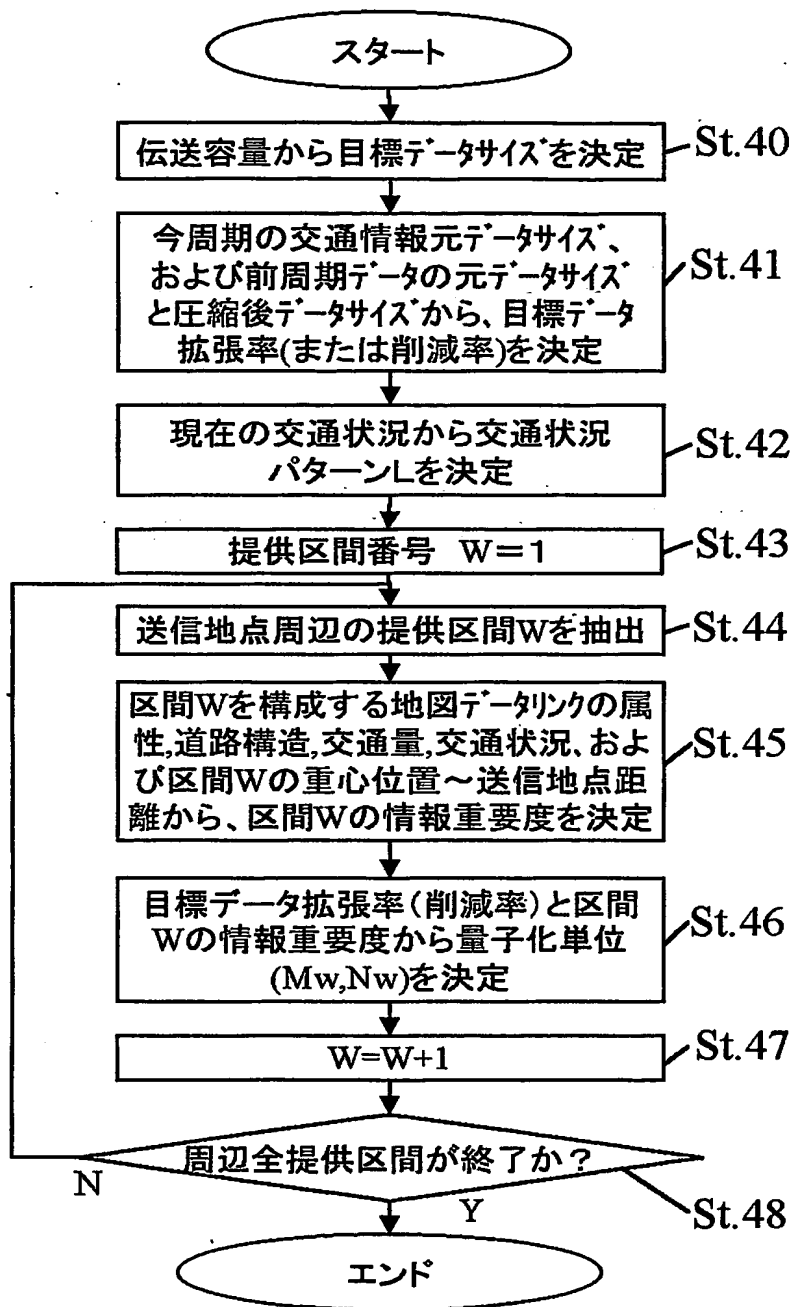 スタート
伝送容量から目標ﾃﾞｰﾀｻｲｽﾞを決定
St.40
今周期の交通情報元ﾃﾞｰﾀｻｲｽﾞ、
および前周期ﾃﾞｰﾀの元ﾃﾞｰﾀｻｲｽﾞ
と圧縮後ﾃﾞｰﾀｻｲｽﾞから、目標ﾃﾞｰﾀ
拡張率(または削減率)を決定
St.41
現在の交通状況から交通状況
パターンLを決定
St.42
提供区間番号 W=1
St.43
送信地点周辺の提供区間Wを抽出
St.44
区間Wを構成する地図ﾃﾞｰﾀﾘﾝｸの属
性,道路構造,交通量,交通状況、およ
び区間Wの重心位置～送信地点距
離から、区間Wの情報重要度を決定
St.45
目標データ拡張率(削減率)と区間
Wの情報重要度から量子化単位
(Mw,Nw)を決定
St.46
W=W+1
St.47
周辺全提供区間が終了か?
N
Y
St.48
エンド